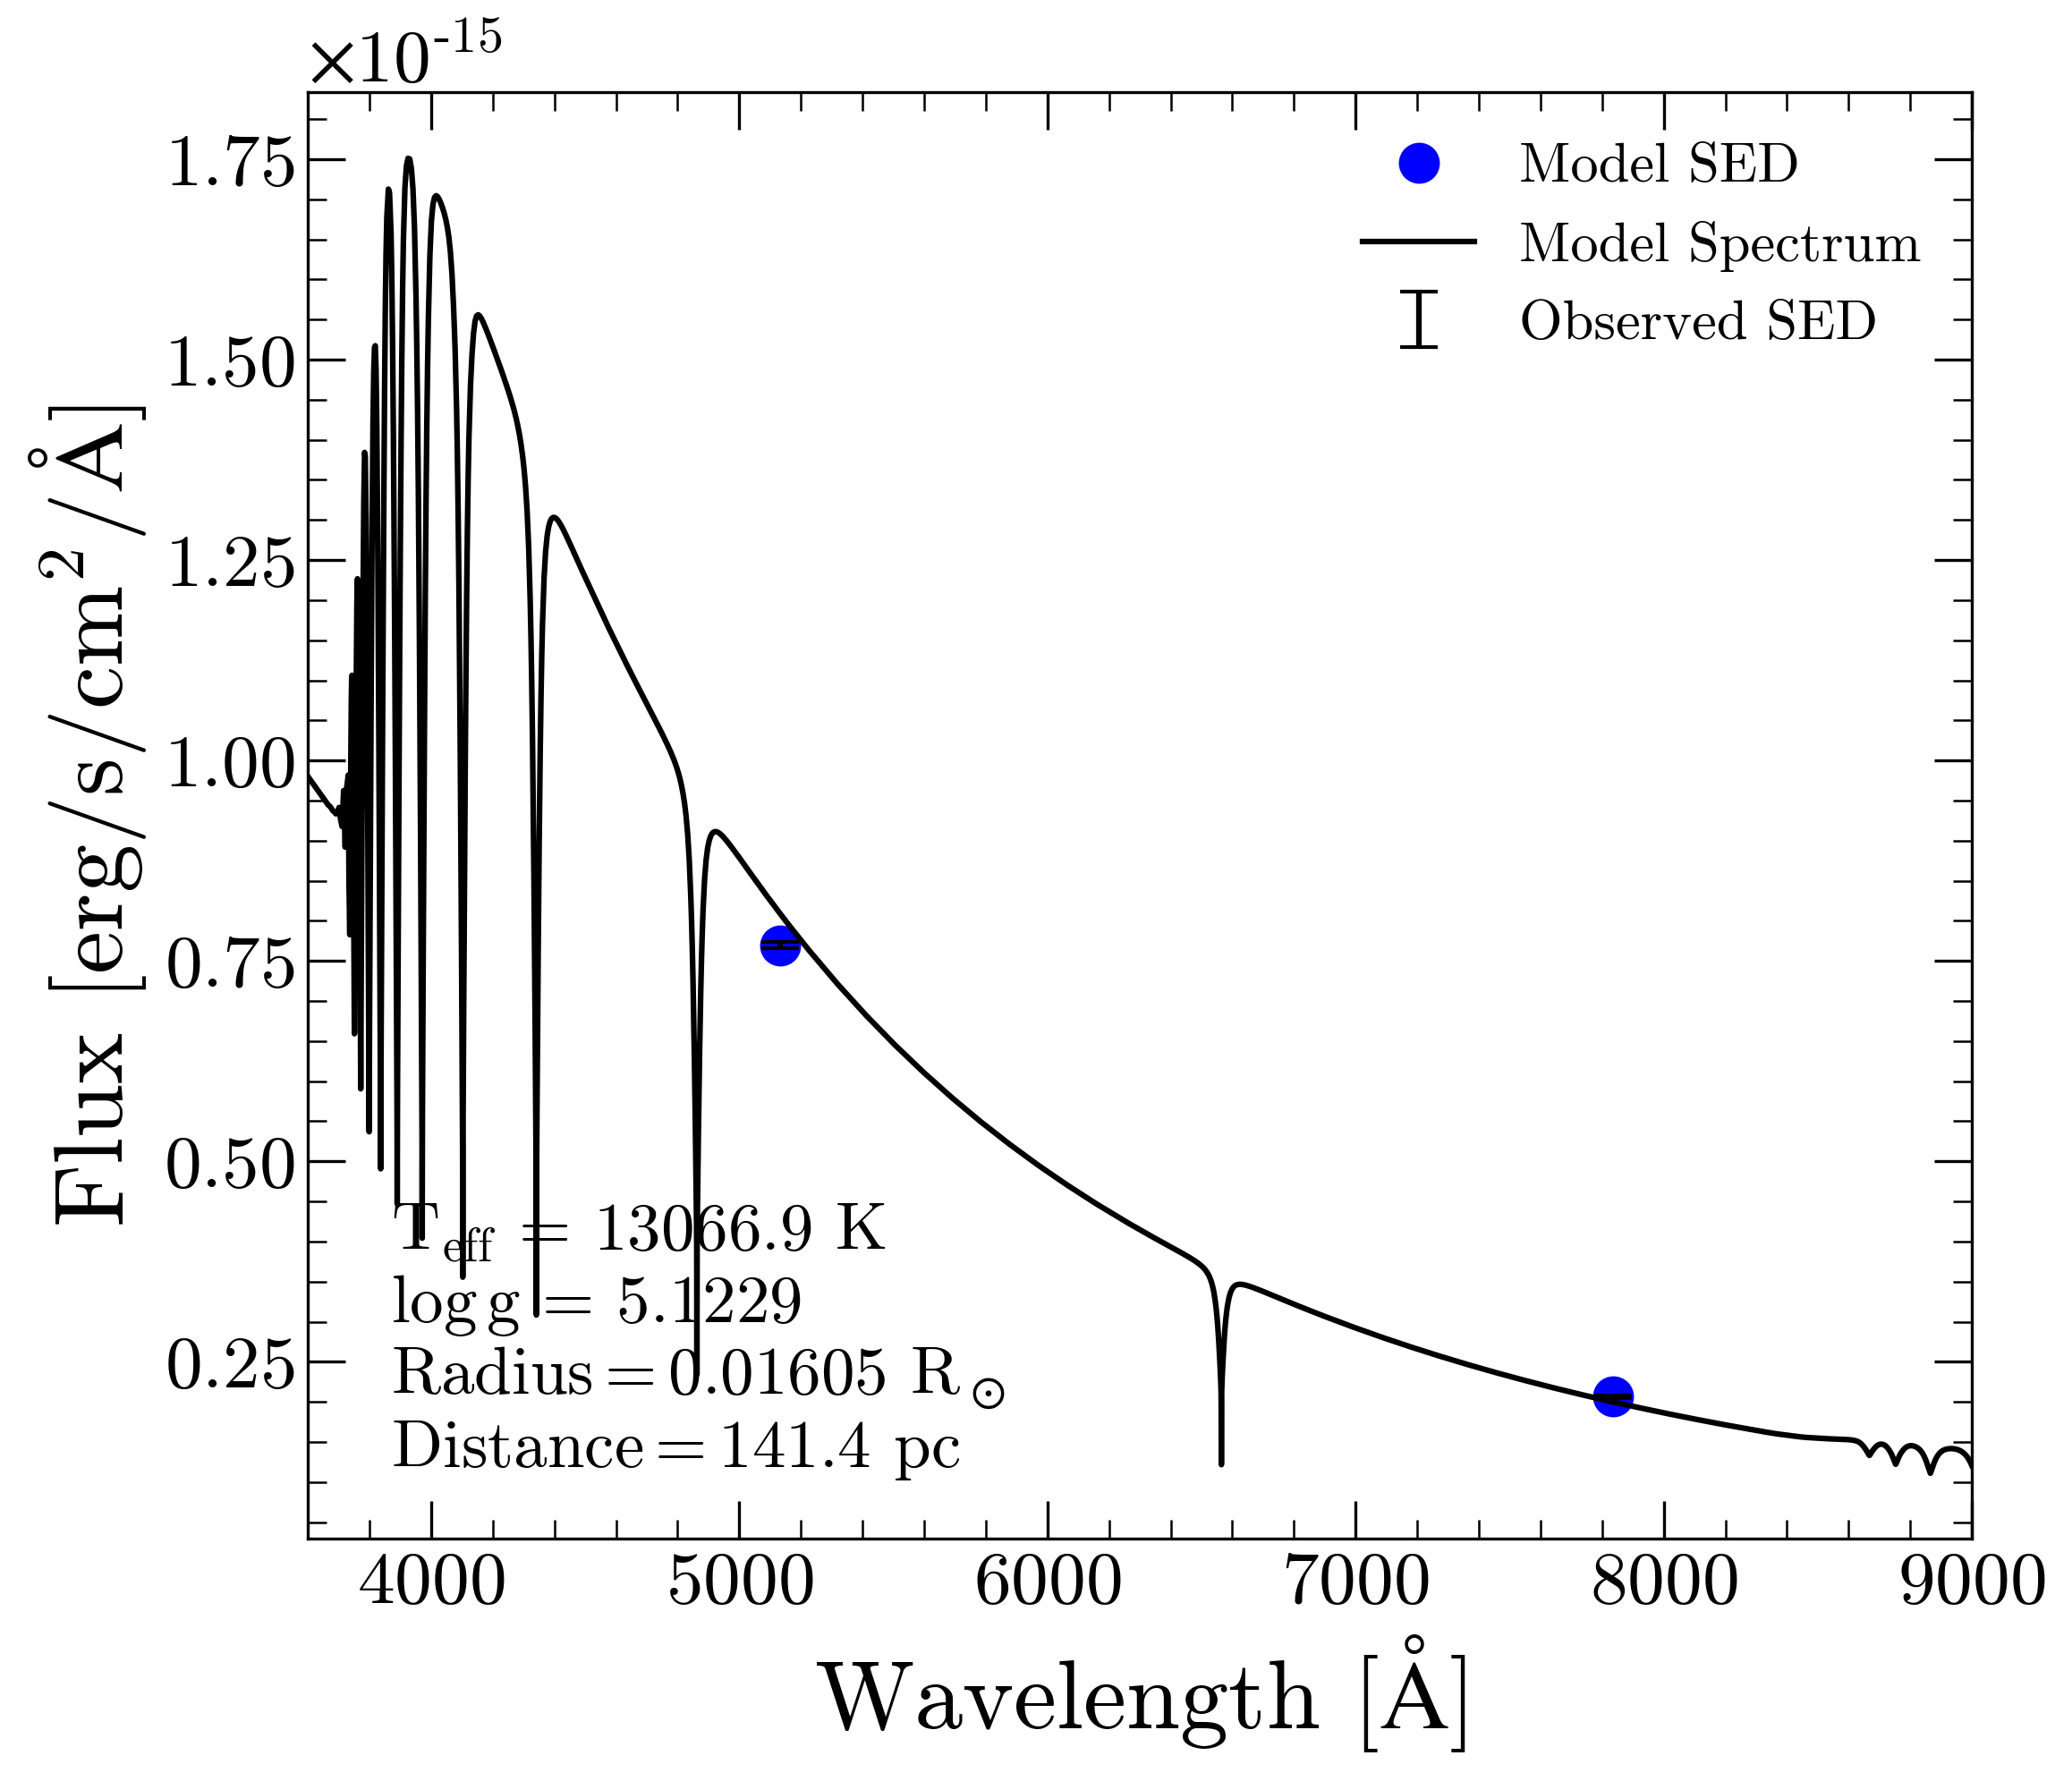 ×10-15
Model SED
Model Spectrum
Observed SED
1.75
1.50
1.25
1.00
0.75
0.50
0.25
Flux [erg/s/cm2/Å]
Teff = 13066.9 K
log g = 5.1229
Radius = 0.01605 R⊙
Distance = 141.4 pc
4000 5000 6000 7000 8000 9000
Wavelength [Å]